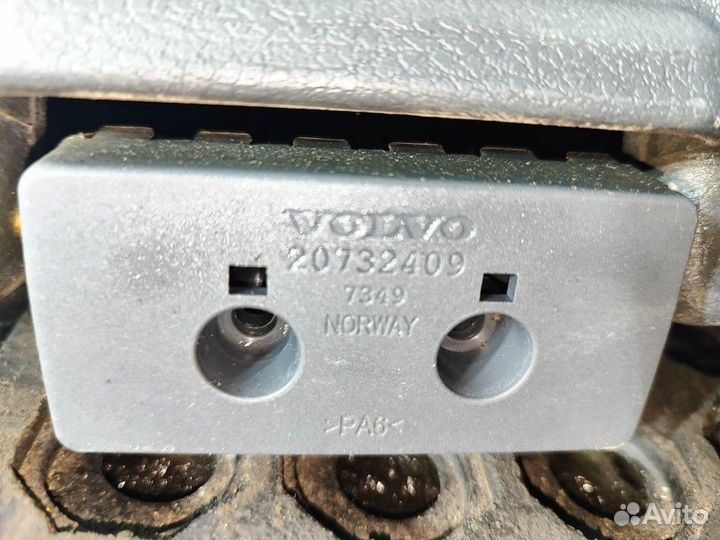 VOLVO
20732409
7349
NORWAY
>PA6<
Avito